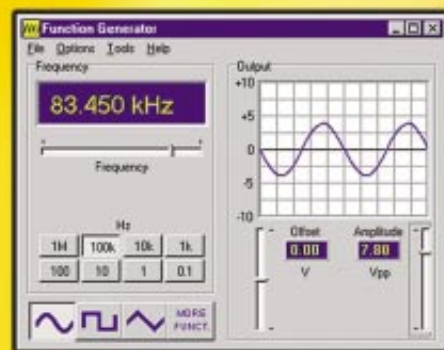 Function Generator
File Options Tools Help
Frequency
83.450 kHz
Frequency
Hz
1M 100k 10k 1k
100 10 1 0.1
MORE
FUNCT.
Output
+10
+5
0
-5
-10
Offset Amplitude
0.00 7.80
V Vpp